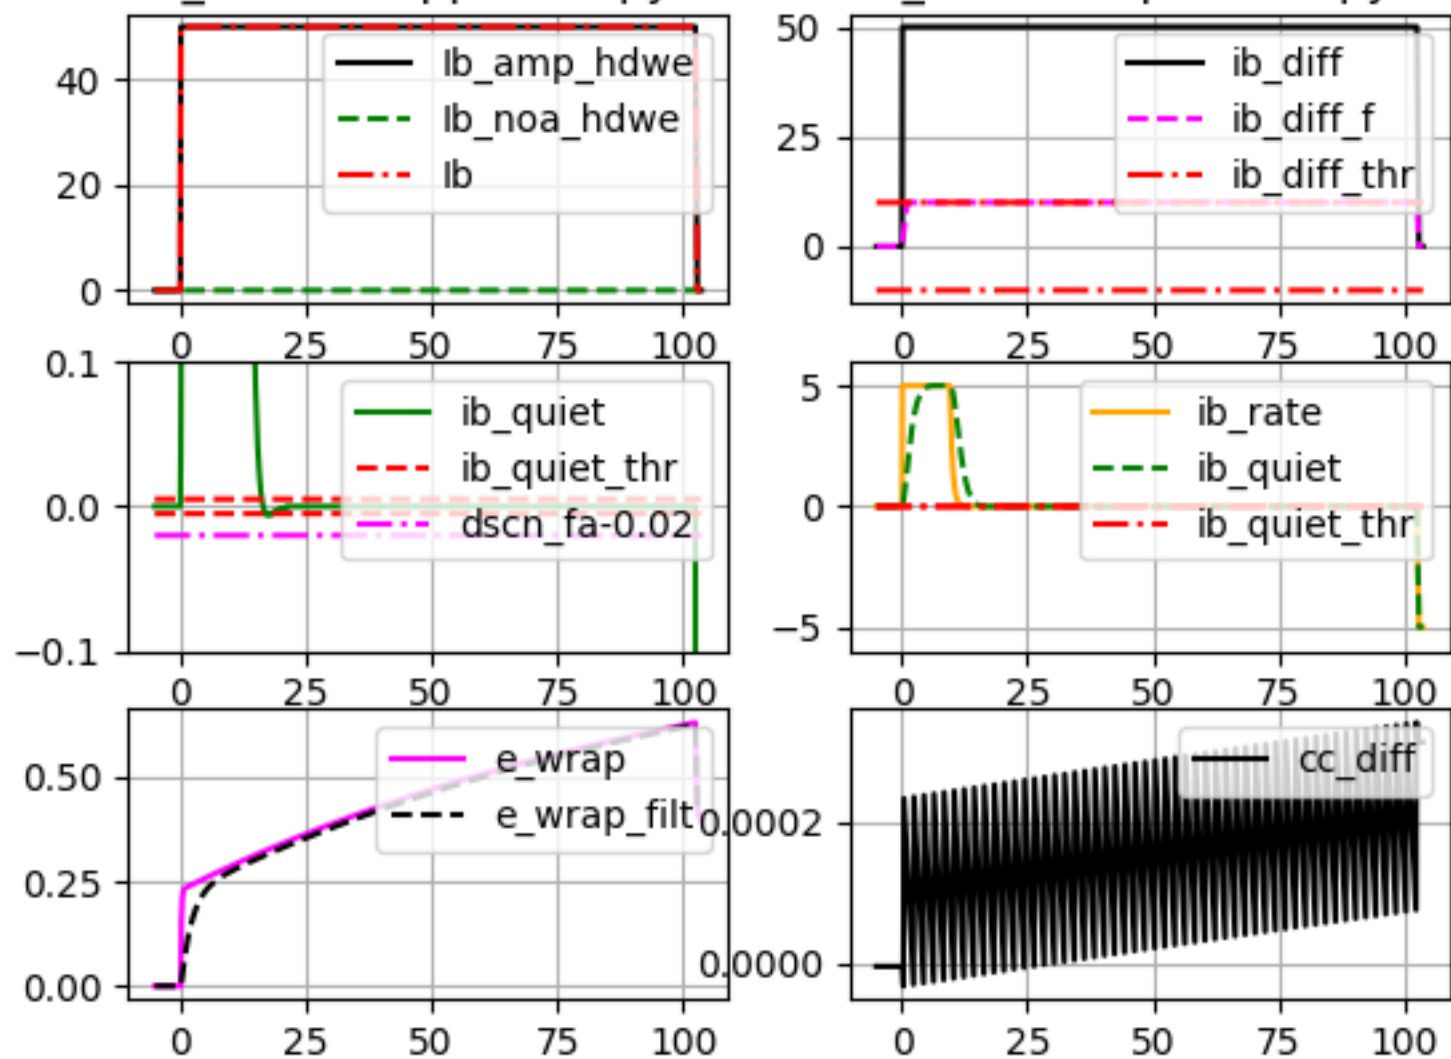 40
20
0
Ib_amp_hdwe
Ib_noa_hdwe
Ib
0 25 50 75 100
50
25
0
ib_diff
ib_diff_f
ib_diff_thr
0 25 50 75 100
0.1
0.0
−0.1
ib_quiet
ib_quiet_thr
dscn_fa-0.02
0 25 50 75 100
5
0
−5
ib_rate
ib_quiet
ib_quiet_thr
0 25 50 75 100
0.50
0.25
0.00
e_wrap
e_wrap_filt
0 25 50 75 100
0.0002
0.0000
cc_diff
0 25 50 75 100